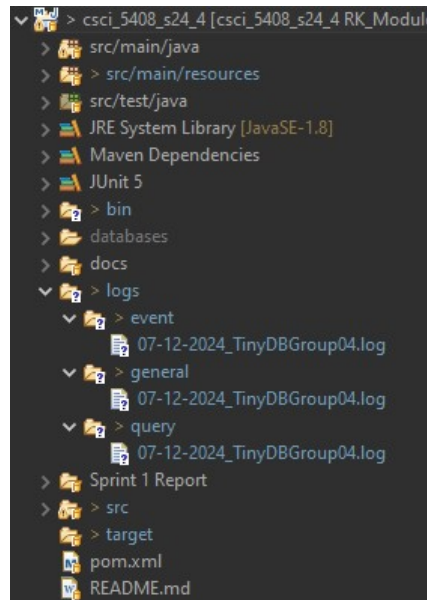 > csci_5408_s24_4 [csci_5408_s24_4 RK_Modul
src/main/java
> src/main/resources
src/test/java
JRE System Library [JavaSE-1.8]
Maven Dependencies
JUnit 5
> bin
databases
docs
> logs
> event
07-12-2024_TinyDBGroup04.log
> general
07-12-2024_TinyDBGroup04.log
> query
07-12-2024_TinyDBGroup04.log
Sprint 1 Report
> src
> target
pom.xml
README.md